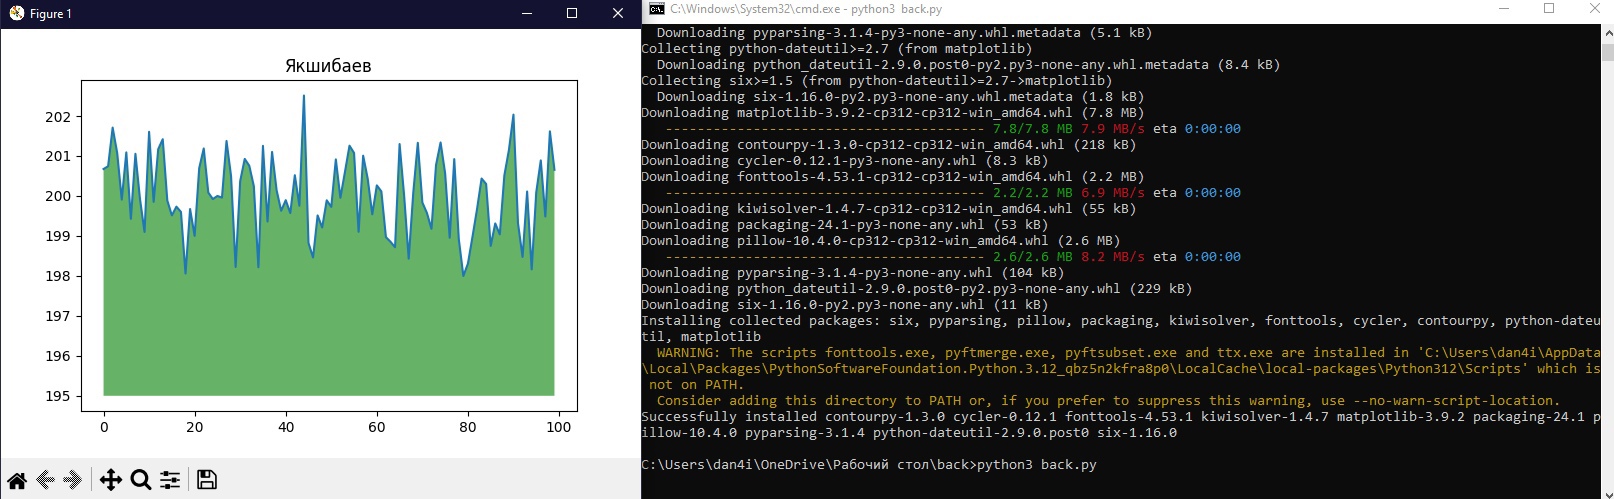 Figure 1
Якшибаев
202
201
200
199
198
197
196
195
0
20
40
60
80
100
C:\Windows\System32\cmd.exe - python3 back.py
Downloading pyparsing-3.1.4-py3-none-any.whl.metadata (5.1 kB)
Collecting python-dateutil>=2.7 (from matplotlib)
Downloading python_dateutil-2.9.0.post0-py2.py3-none-any.whl.metadata (8.4 kB)
Collecting six>=1.5 (from python-dateutil>=2.7->matplotlib)
Downloading six-1.16.0-py2.py3-none-any.whl.metadata (1.8 kB)
Downloading matplotlib-3.9.2-cp312-cp312-win_amd64.whl (7.8 MB)
---------------------------------------- 7.8/7.8 MB 7.9 MB/s eta 0:00:00
Downloading contourpy-1.3.0-cp312-cp312-win_amd64.whl (218 kB)
Downloading cycler-0.12.1-py3-none-any.whl (8.3 kB)
Downloading fonttools-4.53.1-cp312-cp312-win_amd64.whl (2.2 MB)
---------------------------------------- 2.2/2.2 MB 6.9 MB/s eta 0:00:00
Downloading kiwisolver-1.4.7-cp312-cp312-win_amd64.whl (55 kB)
Downloading packaging-24.1-py3-none-any.whl (53 kB)
Downloading pillow-10.4.0-cp312-cp312-win_amd64.whl (2.6 MB)
---------------------------------------- 2.6/2.6 MB 8.2 MB/s eta 0:00:00
Downloading pyparsing-3.1.4-py3-none-any.whl (104 kB)
Downloading python_dateutil-2.9.0.post0-py2.py3-none-any.whl (229 kB)
Downloading six-1.16.0-py2.py3-none-any.whl (11 kB)
Installing collected packages: six, pyparsing, pillow, packaging, kiwisolver, fonttools, cycler, contourpy, python-dateu
til, matplotlib
WARNING: The scripts fonttools.exe, pyftmerge.exe, pyftsubset.exe and ttx.exe are installed in 'C:\Users\dan4i\AppData
\Local\Packages\PythonSoftwareFoundation.Python.3.12_qbz5n2kfra8p0\LocalCache\local-packages\Python312\Scripts' which is
not on PATH.
Consider adding this directory to PATH or, if you prefer to suppress this warning, use --no-warn-script-location.
Successfully installed contourpy-1.3.0 cycler-0.12.1 fonttools-4.53.1 kiwisolver-1.4.7 matplotlib-3.9.2 packaging-24.1 p
illow-10.4.0 pyparsing-3.1.4 python-dateutil-2.9.0.post0 six-1.16.0
C:\Users\dan4i\OneDrive\Рабочий стол\back>python3 back.py